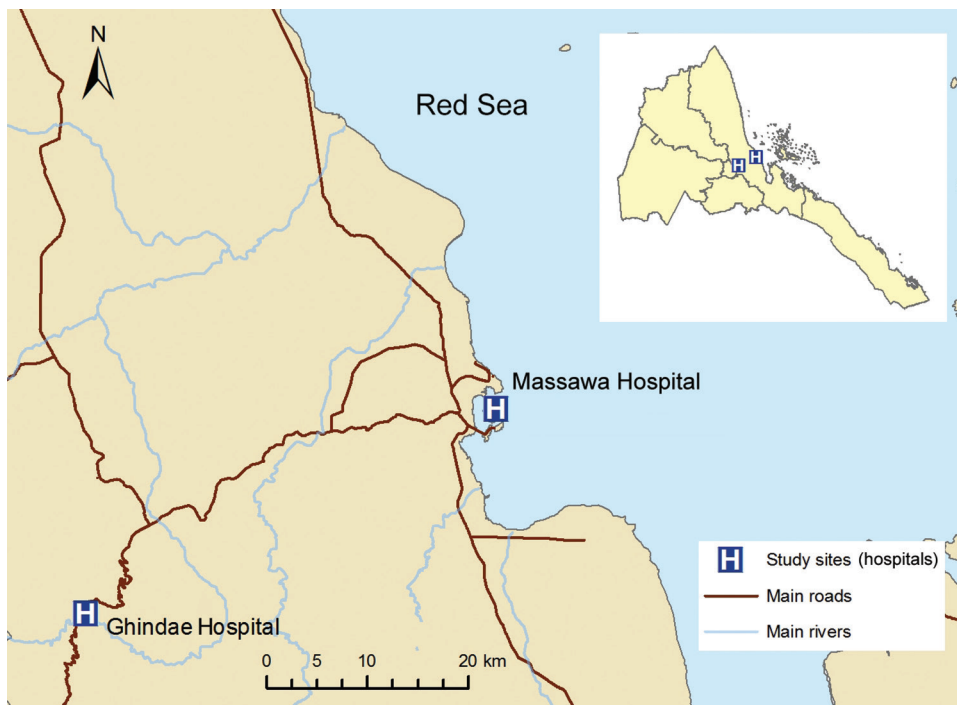 N
Red Sea
H
H
Massawa Hospital
H
H
Ghindae Hospital
0 5 10 20 km
H Study sites (hospitals)
Main roads
Main rivers